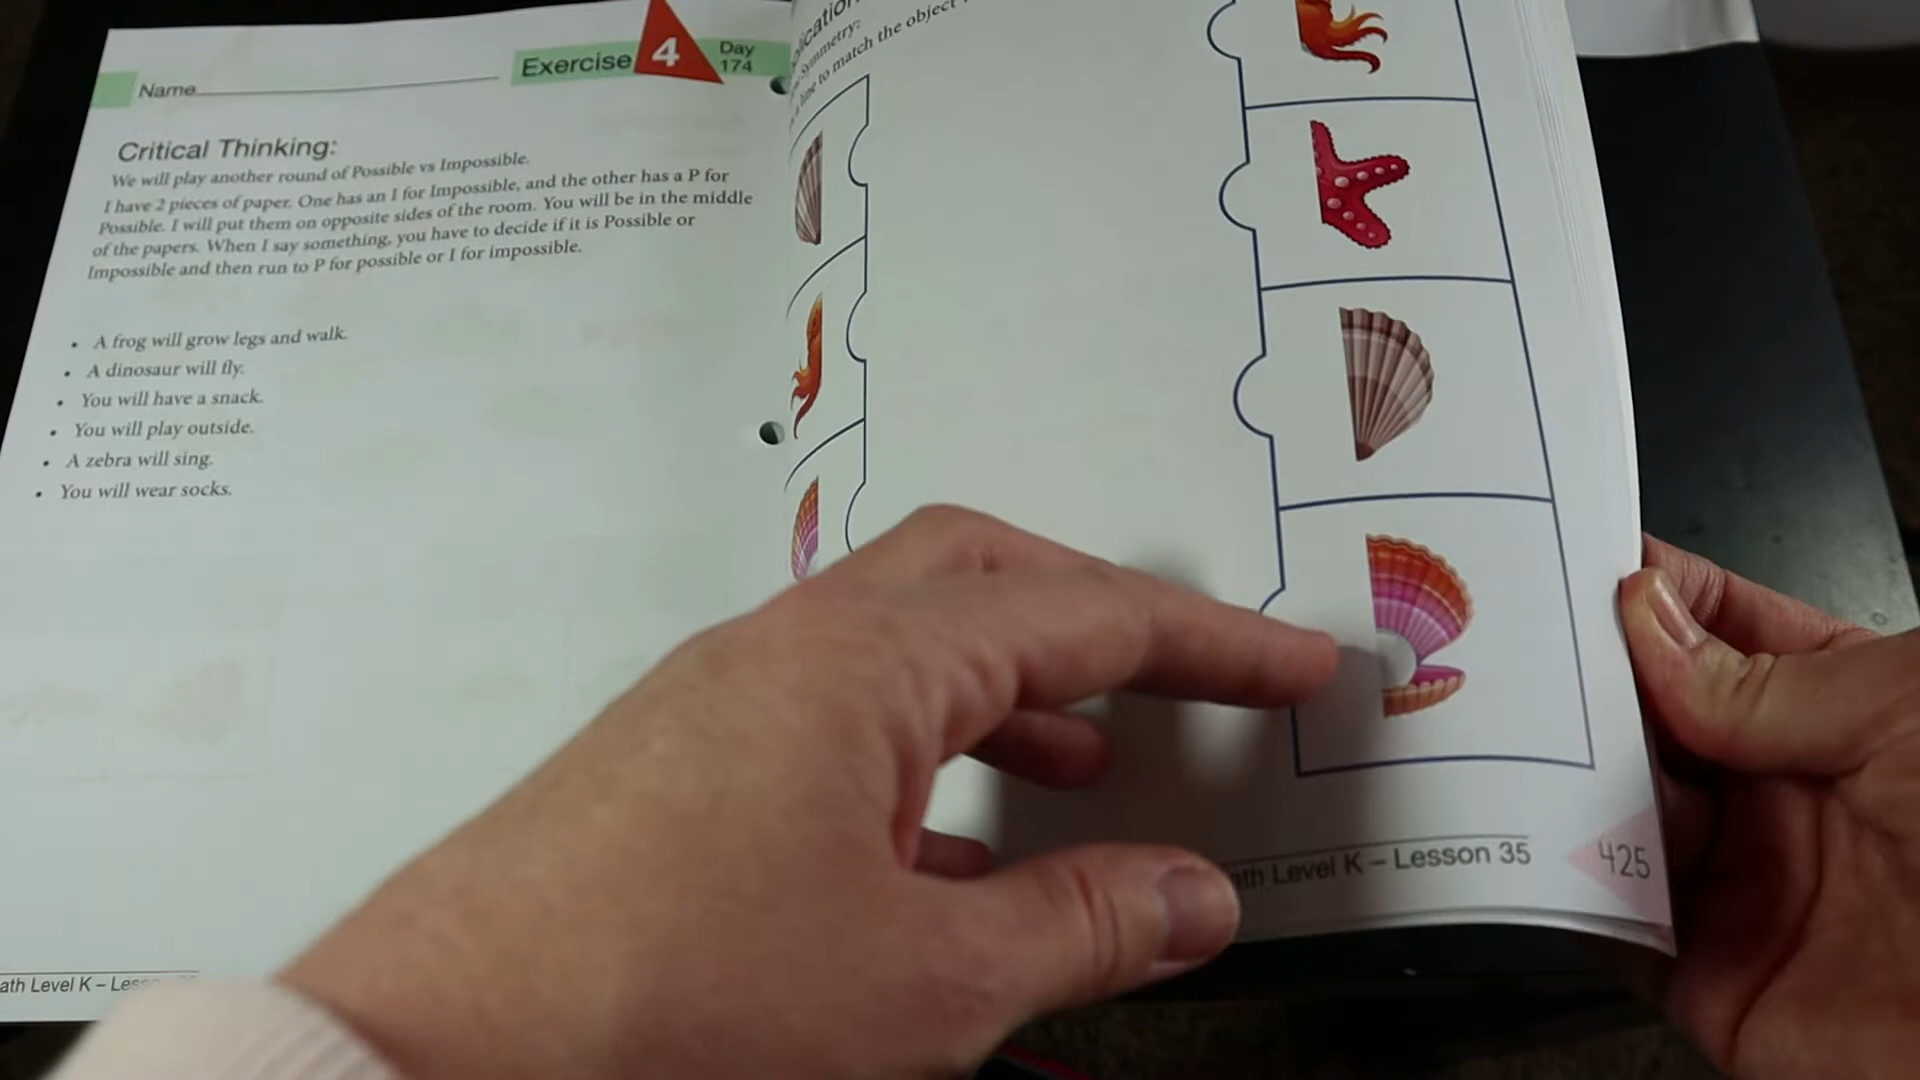 Name
Exercise 4 Day 174
Critical Thinking:
We will play another round of Possible vs Impossible.
I have 2 pieces of paper. One has an I for Impossible, and the other has a P for
Possible. I will put them on opposite sides of the room. You will be in the middle
of the papers. When I say something, you have to decide if it is Possible or
Impossible and then run to P for possible or I for impossible.
• A frog will grow legs and walk.
• A dinosaur will fly.
• You will have a snack.
• You will play outside.
• A zebra will sing.
• You will wear socks.
ath Level K – Less
Symmetry:
line to match the object
ath Level K – Lesson 35
425